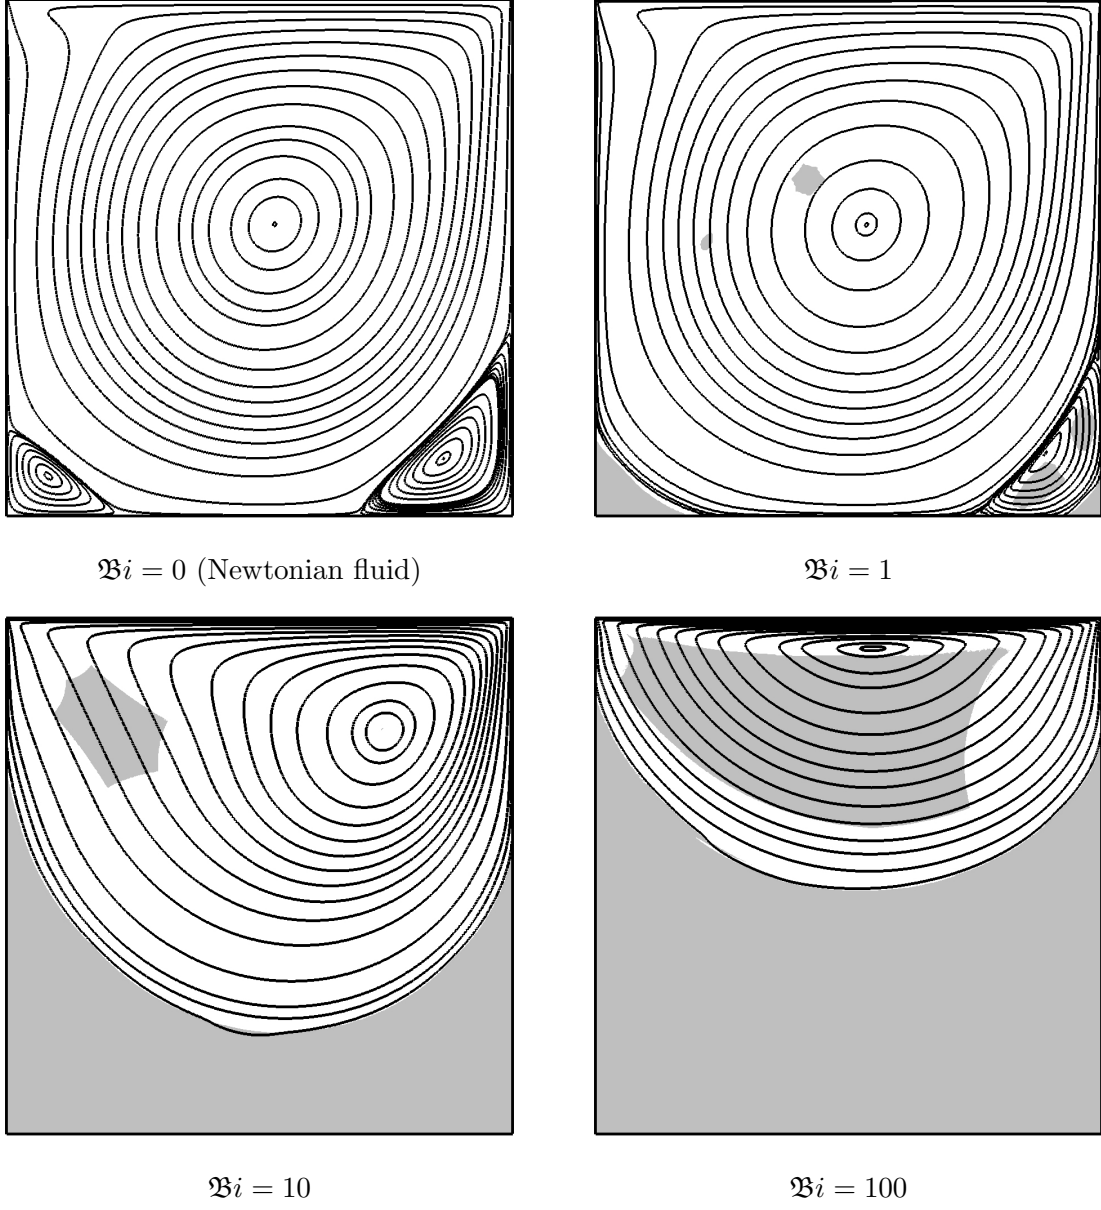 𝔅i = 0 (Newtonian fluid)
𝔅i = 1
𝔅i = 10
𝔅i = 100